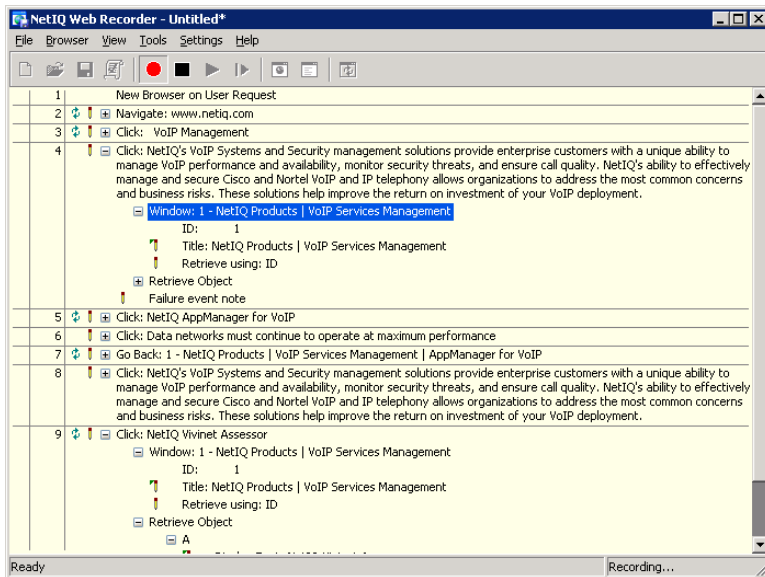 NetIQ Web Recorder - Untitled*
File Browser View Tools Settings Help
1 New Browser on User Request
2 Navigate: www.netiq.com
3 Click: VoIP Management
4 Click: NetIQ's VoIP Systems and Security management solutions provide enterprise customers with a unique ability to
manage VoIP performance and availability, monitor security threats, and ensure call quality. NetIQ's ability to effectively
manage and secure Cisco and Nortel VoIP and IP telephony allows organizations to address the most common concerns
and business risks. These solutions help improve the return on investment of your VoIP deployment.
Window: 1 - NetIQ Products | VoIP Services Management
ID: 1
Title: NetIQ Products | VoIP Services Management
Retrieve using: ID
Retrieve Object
Failure event note
5 Click: NetIQ AppManager for VoIP
6 Click: Data networks must continue to operate at maximum performance
7 Go Back: 1 - NetIQ Products | VoIP Services Management | AppManager for VoIP
8 Click: NetIQ's VoIP Systems and Security management solutions provide enterprise customers with a unique ability to
manage VoIP performance and availability, monitor security threats, and ensure call quality. NetIQ's ability to effectively
manage and secure Cisco and Nortel VoIP and IP telephony allows organizations to address the most common concerns
and business risks. These solutions help improve the return on investment of your VoIP deployment.
9 Click: NetIQ Vivinet Assessor
Window: 1 - NetIQ Products | VoIP Services Management
ID: 1
Title: NetIQ Products | VoIP Services Management
Retrieve using: ID
Retrieve Object
A
Ready Recording...